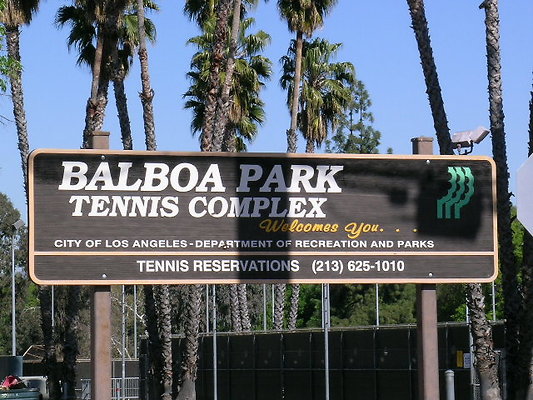 BALBOA PARK
TENNIS COMPLEX
Welcomes You. . .
CITY OF LOS ANGELES - DEPARTMENT OF RECREATION AND PARKS
TENNIS RESERVATIONS (213) 625-1010